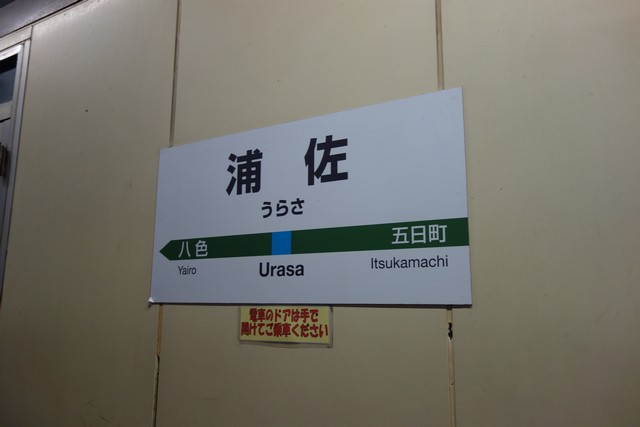 浦佐
うらさ
八色 五日町
Yairo Urasa Itsukamachi
電車のドアは手で
開けてご乗車ください